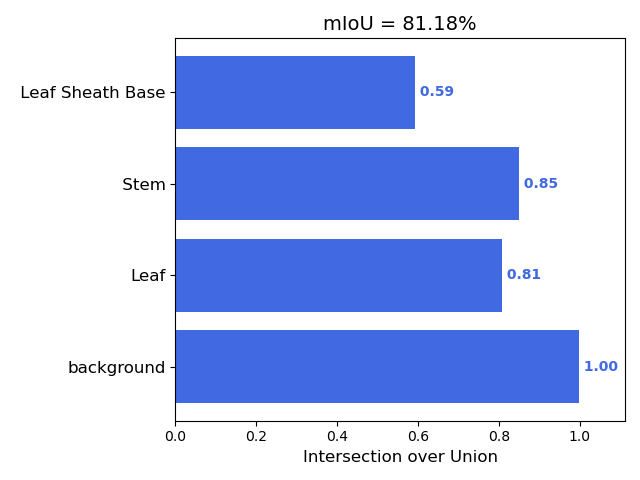 mIoU = 81.18%
Leaf Sheath Base
0.59
Stem
0.85
Leaf
0.81
background
1.00
0.0
0.2
0.4
0.6
0.8
1.0
Intersection over Union